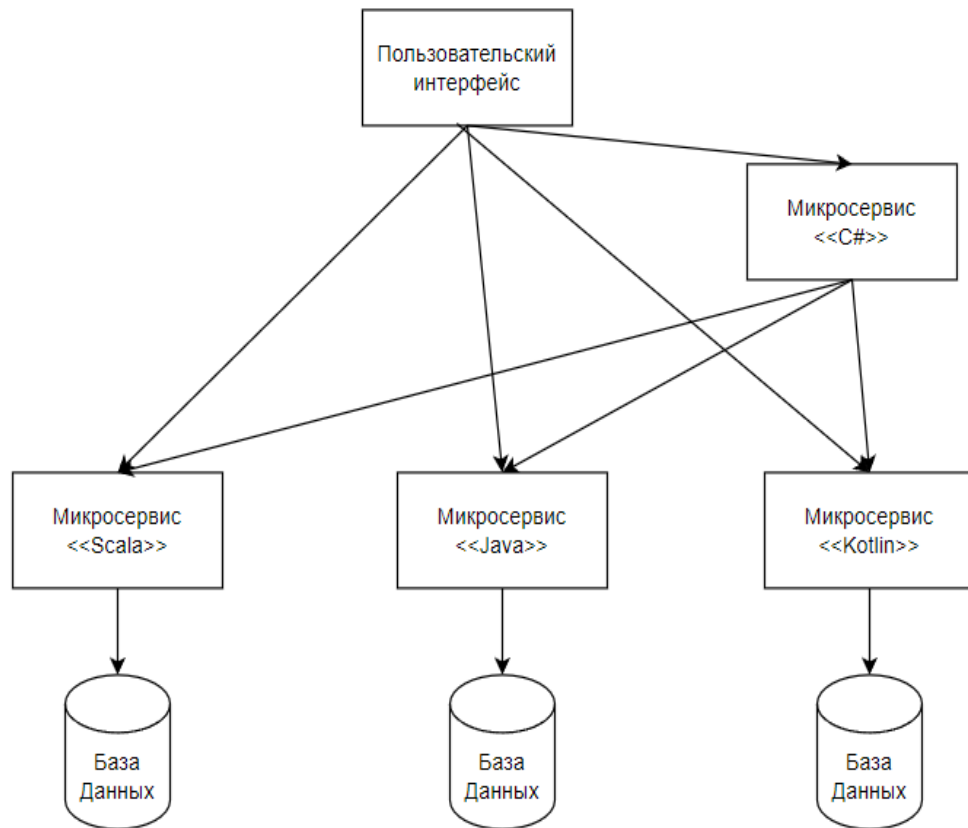 Пользовательский
интерфейс
Микросервис
<<C#>>
Микросервис
<<Scala>>
Микросервис
<<Java>>
Микросервис
<<Kotlin>>
База
Данных
База
Данных
База
Данных